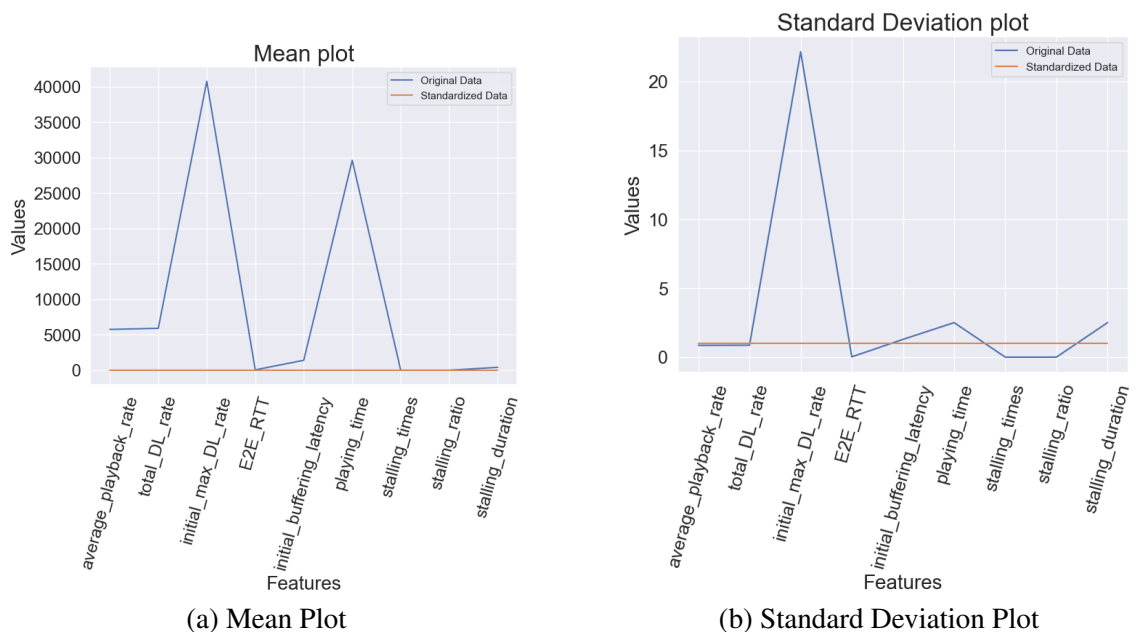 Mean plot
Original Data
Standardized Data
40000
35000
30000
25000
20000
15000
10000
5000
0
Values
average_playback_rate
total_DL_rate
initial_max_DL_rate
E2E_RTT
initial_buffering_latency
playing_time
stalling_times
stalling_ratio
stalling_duration
Features
(a) Mean Plot
Standard Deviation plot
Original Data
Standardized Data
20
15
10
5
0
Values
average_playback_rate
total_DL_rate
initial_max_DL_rate
E2E_RTT
initial_buffering_latency
playing_time
stalling_times
stalling_ratio
stalling_duration
Features
(b) Standard Deviation Plot